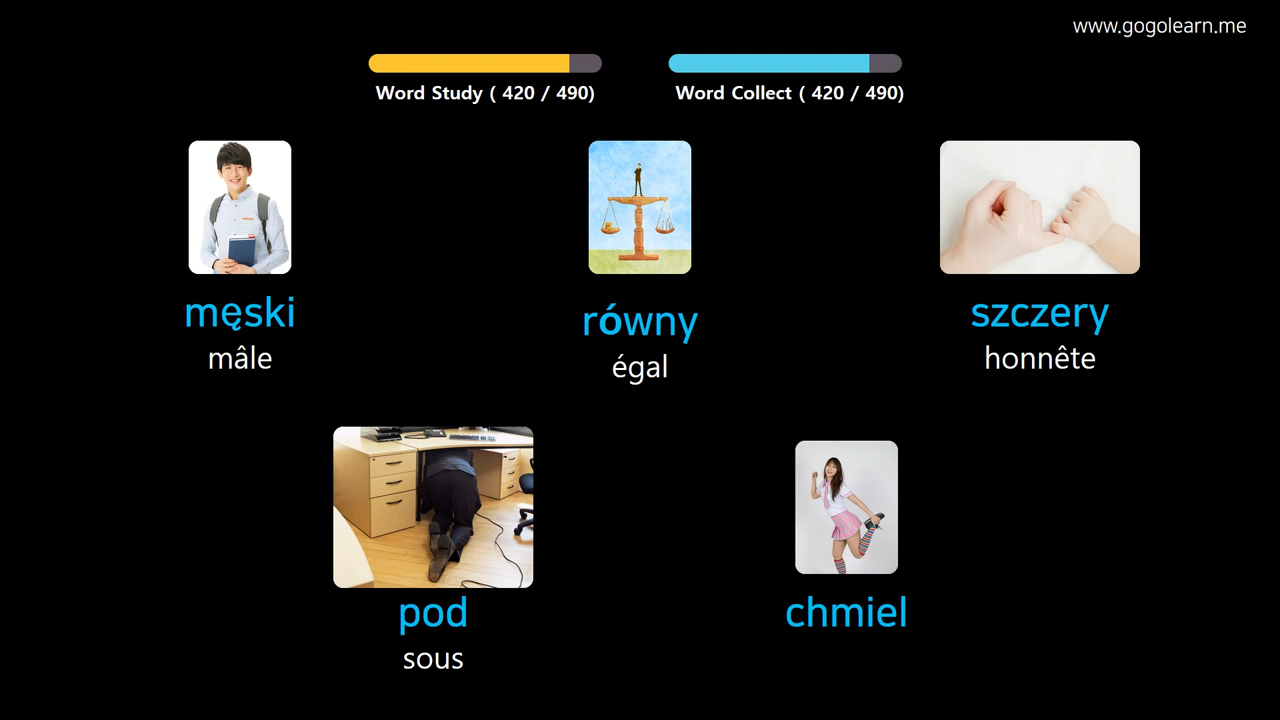 www.gogolearn.me
Word Study ( 420 / 490)
Word Collect ( 420 / 490)
męski
mâle
równy
égal
szczery
honnête
pod
sous
chmiel